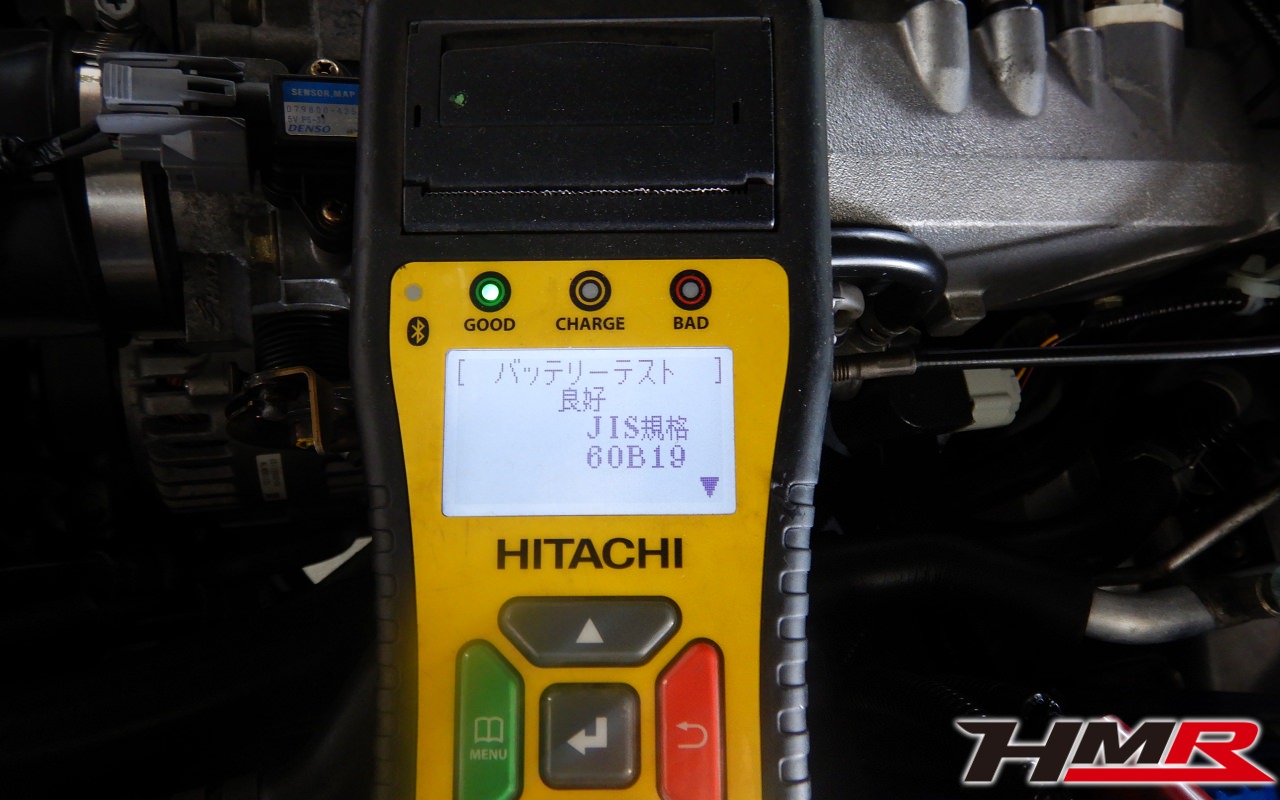 SENSOR,MAP
DENSO
GOOD CHARGE BAD
[ バッテリーテスト ]
良好
JIS規格
60B19
HITACHI
MENU
HMR